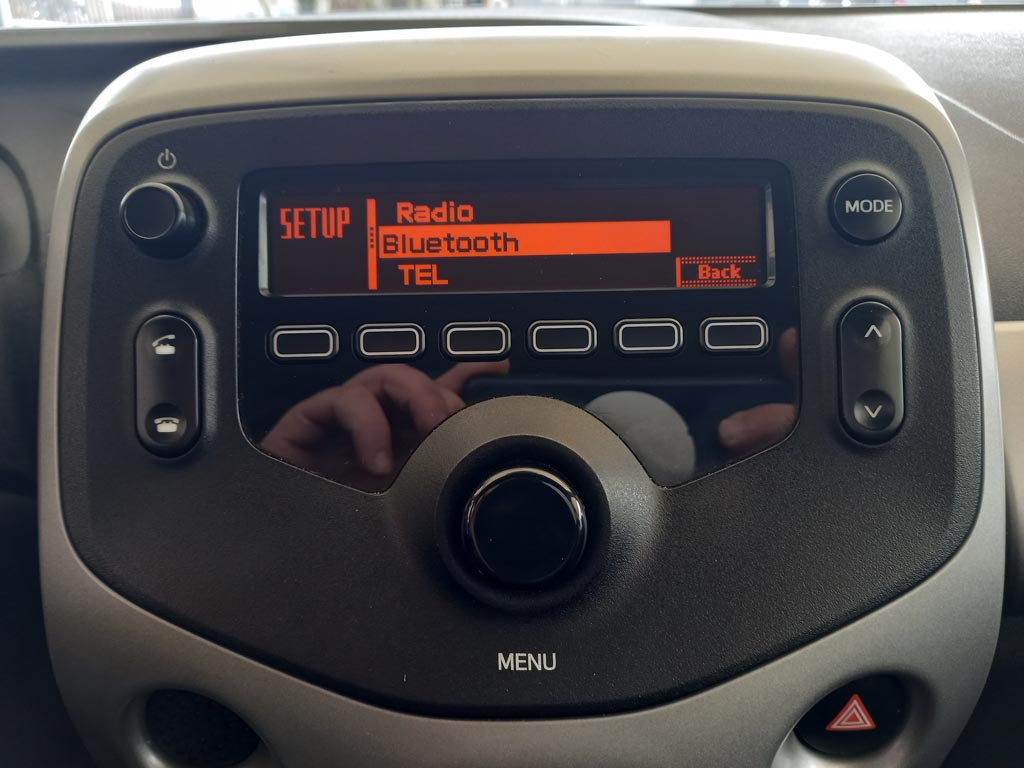 SETUP
Radio
Bluetooth
TEL
Back
MODE
MENU